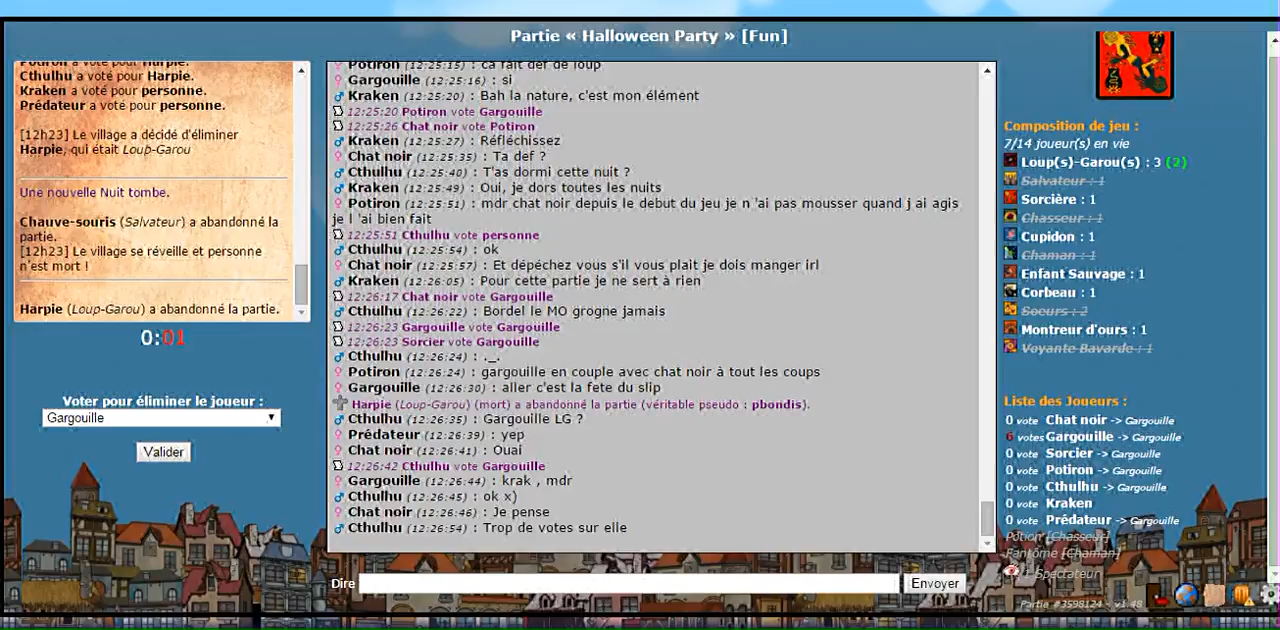 Partie « Halloween Party » [Fun]
Potiron a voté pour Harpie.
Cthulhu a voté pour Harpie.
Kraken a voté pour personne.
Prédateur a voté pour personne.
[12h23] Le village a décidé d'éliminer
Harpie, qui était Loup-Garou
Une nouvelle Nuit tombe.
Chauve-souris (Salvateur) a abandonné la
partie.
[12h23] Le village se réveille et personne
n'est mort !
Harpie (Loup-Garou) a abandonné la partie.
0:01
Voter pour éliminer le joueur :
Gargouille
Valider
Potiron (12:25:15) : ca fait def de loup
Gargouille (12:25:16) : si
Kraken (12:25:20) : Bah la nature, c'est mon élément
12:25:20 Potiron vote Gargouille
12:25:26 Chat noir vote Potiron
Kraken (12:25:27) : Réfléchissez
Chat noir (12:25:35) : Ta def ?
Cthulhu (12:25:40) : T'as dormi cette nuit ?
Kraken (12:25:49) : Oui, je dors toutes les nuits
Potiron (12:25:51) : mdr chat noir depuis le debut du jeu je n 'ai pas mousser quand j ai agis
je l 'ai bien fait
12:25:51 Cthulhu vote personne
Cthulhu (12:25:54) : ok
Chat noir (12:25:57) : Et dépéchez vous s'il vous plait je dois manger irl
Kraken (12:26:05) : Pour cette partie je ne sert à rien
12:26:17 Chat noir vote Gargouille
Cthulhu (12:26:22) : Bordel le MO grogne jamais
12:26:23 Gargouille vote Gargouille
12:26:23 Sorcier vote Gargouille
Cthulhu (12:26:24) : ._.
Potiron (12:26:24) : gargouille en couple avec chat noir à tout les coups
Gargouille (12:26:30) : aller c'est la fete du slip
Harpie (Loup-Garou) (mort) a abandonné la partie (véritable pseudo : pbondis).
Cthulhu (12:26:35) : Gargouille LG ?
Prédateur (12:26:39) : yep
Chat noir (12:26:41) : Ouai
12:26:42 Cthulhu vote Gargouille
Gargouille (12:26:44) : krak , mdr
Cthulhu (12:26:45) : ok x)
Chat noir (12:26:46) : Je pense
Cthulhu (12:26:54) : Trop de votes sur elle
Dire
Envoyer
Composition de jeu :
7/14 joueur(s) en vie
Loup(s)-Garou(s) : 3 (2)
Salvateur : 1
Sorcière : 1
Chasseur : 1
Cupidon : 1
Chaman : 1
Enfant Sauvage : 1
Corbeau : 1
Soeurs : 2
Montreur d'ours : 1
Voyante Bavarde : 1
Liste des Joueurs :
0 vote Chat noir -> Gargouille
6 votes Gargouille -> Gargouille
0 vote Sorcier -> Gargouille
0 vote Potiron -> Gargouille
0 vote Cthulhu -> Gargouille
0 vote Kraken
0 vote Prédateur -> Gargouille
Potion [Chasseur]
Fantôme [Chaman]
1 Spectateur
Partie #3598124 - v1.48